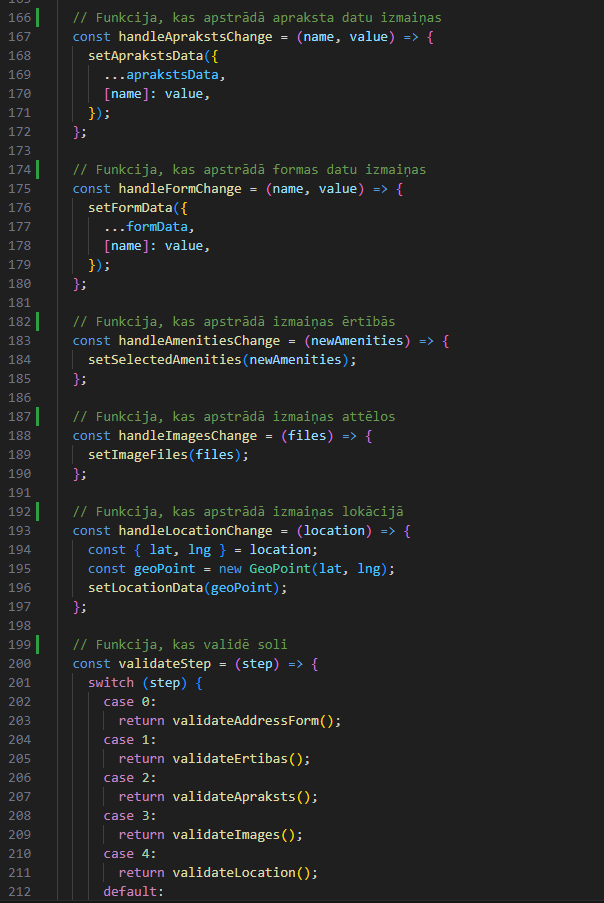 166 // Funkcija, kas apstrādā apraksta datu izmaiņas
167 const handleAprakstsChange = (name, value) => {
168 setAprakstsData({
169 ...aprakstsData,
170 [name]: value,
171 });
172 };
173
174 // Funkcija, kas apstrādā formas datu izmaiņas
175 const handleFormChange = (name, value) => {
176 setFormData({
177 ...formData,
178 [name]: value,
179 });
180 };
181
182 // Funkcija, kas apstrādā izmaiņas ērtībās
183 const handleAmenitiesChange = (newAmenities) => {
184 setSelectedAmenities(newAmenities);
185 };
186
187 // Funkcija, kas apstrādā izmaiņas attēlos
188 const handleImagesChange = (files) => {
189 setImageFiles(files);
190 };
191
192 // Funkcija, kas apstrādā izmaiņas lokācijā
193 const handleLocationChange = (location) => {
194 const { lat, lng } = location;
195 const geoPoint = new GeoPoint(lat, lng);
196 setLocationData(geoPoint);
197 };
198
199 // Funkcija, kas validē soli
200 const validateStep = (step) => {
201 switch (step) {
202 case 0:
203 return validateAddressForm();
204 case 1:
205 return validateErtibas();
206 case 2:
207 return validateApraksts();
208 case 3:
209 return validateImages();
210 case 4:
211 return validateLocation();
212 default: